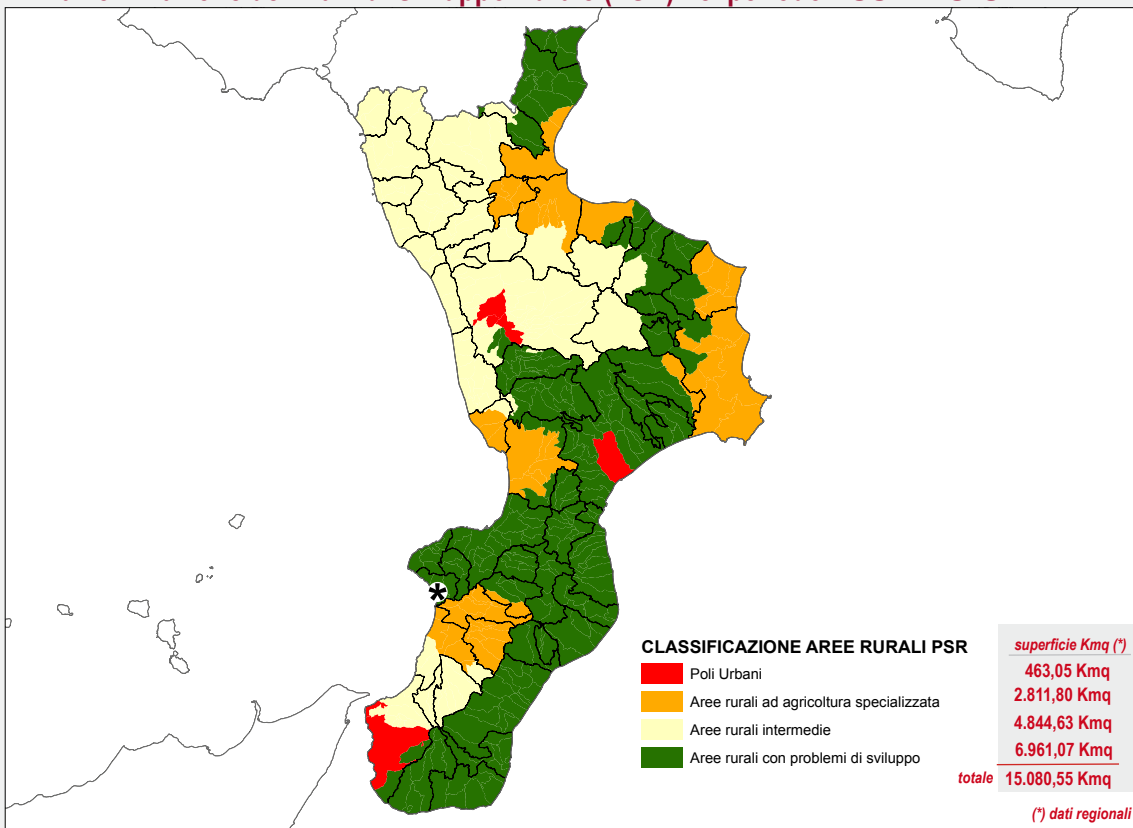 CLASSIFICAZIONE AREE RURALI PSR
superficie Kmq (*)
Poli Urbani
463,05 Kmq
Aree rurali ad agricoltura specializzata
2.811,80 Kmq
Aree rurali intermedie
4.844,63 Kmq
Aree rurali con problemi di sviluppo
6.961,07 Kmq
totale 15.080,55 Kmq
(*) dati regionali
*